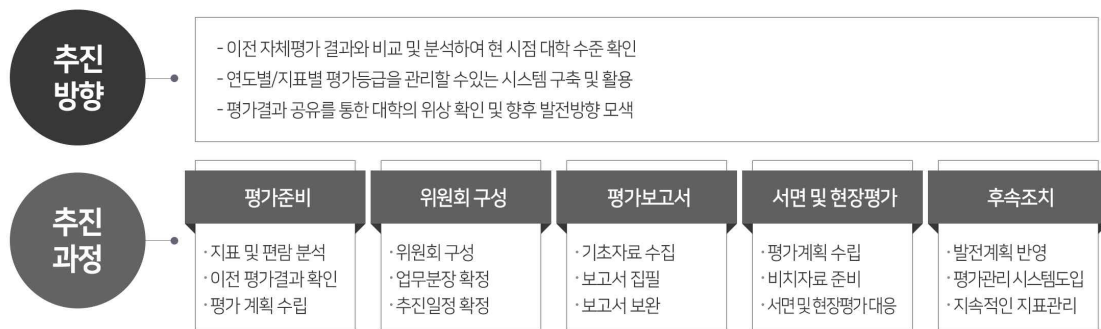 추진
방향
- 이전 자체평가 결과와 비교 및 분석하여 현 시점 대학 수준 확인
- 연도별/지표별 평가등급을 관리할 수있는 시스템 구축 및 활용
- 평가결과 공유를 통한 대학의 위상 확인 및 향후 발전방향 모색
추진
과정
평가준비
· 지표 및 편람 분석
· 이전 평가결과 확인
· 평가 계획 수립
위원회 구성
· 위원회 구성
· 업무분장 확정
· 추진일정 확정
평가보고서
· 기초자료 수집
· 보고서 집필
· 보고서 보완
서면 및 현장평가
· 평가계획 수립
· 비치자료 준비
· 서면 및 현장평가 대응
후속조치
· 발전계획 반영
· 평가관리 시스템도입
· 지속적인 지표관리